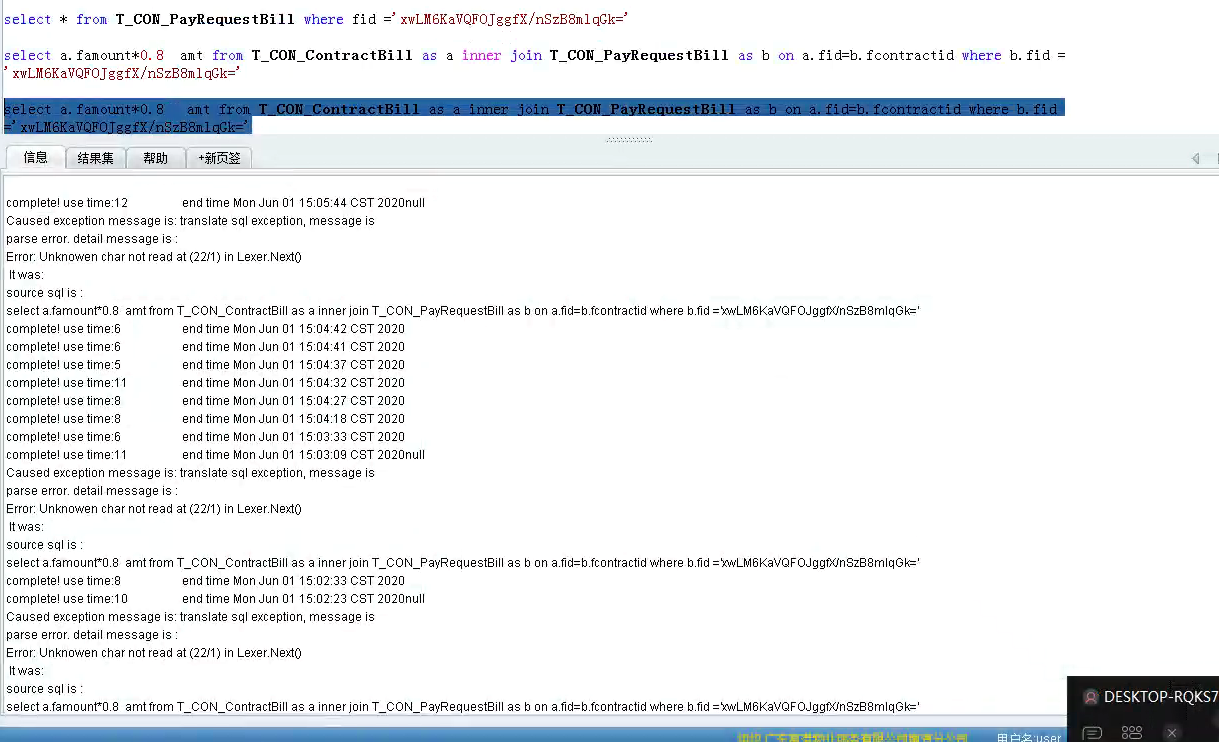 select * from T_CON_PayRequestBill where fid ='xwLM6KaVQFOJggfX/nSzB8mlqGk='
select a.famount*0.8 amt from T_CON_ContractBill as a inner join T_CON_PayRequestBill as b on a.fid=b.fcontractid where b.fid =
'xwLM6KaVQFOJggfX/nSzB8mlqGk='
select a.famount*0.8 amt from T_CON_ContractBill as a inner join T_CON_PayRequestBill as b on a.fid=b.fcontractid where b.fid
='xwLM6KaVQFOJggfX/nSzB8mlqGk='
信息 结果集 帮助 +新页签
complete! use time:12 end time Mon Jun 01 15:05:44 CST 2020null
Caused exception message is: translate sql exception, message is
parse error. detail message is :
Error: Unknowen char not read at (22/1) in Lexer.Next()
It was:
source sql is :
select a.famount*0.8 amt from T_CON_ContractBill as a inner join T_CON_PayRequestBill as b on a.fid=b.fcontractid where b.fid ='xwLM6KaVQFOJggfX/nSzB8mlqGk='
complete! use time:6 end time Mon Jun 01 15:04:42 CST 2020
complete! use time:6 end time Mon Jun 01 15:04:41 CST 2020
complete! use time:5 end time Mon Jun 01 15:04:37 CST 2020
complete! use time:11 end time Mon Jun 01 15:04:32 CST 2020
complete! use time:8 end time Mon Jun 01 15:04:27 CST 2020
complete! use time:8 end time Mon Jun 01 15:04:18 CST 2020
complete! use time:6 end time Mon Jun 01 15:03:33 CST 2020
complete! use time:11 end time Mon Jun 01 15:03:09 CST 2020null
Caused exception message is: translate sql exception, message is
parse error. detail message is :
Error: Unknowen char not read at (22/1) in Lexer.Next()
It was:
source sql is :
select a.famount*0.8 amt from T_CON_ContractBill as a inner join T_CON_PayRequestBill as b on a.fid=b.fcontractid where b.fid ='xwLM6KaVQFOJggfX/nSzB8mlqGk='
complete! use time:8 end time Mon Jun 01 15:02:33 CST 2020
complete! use time:10 end time Mon Jun 01 15:02:23 CST 2020null
Caused exception message is: translate sql exception, message is
parse error. detail message is :
Error: Unknowen char not read at (22/1) in Lexer.Next()
It was:
source sql is :
select a.famount*0.8 amt from T_CON_ContractBill as a inner join T_CON_PayRequestBill as b on a.fid=b.fcontractid where b.fid ='xwLM6KaVQFOJggfX/nSzB8mlqGk='
DESKTOP-RQKS7
用户名:user